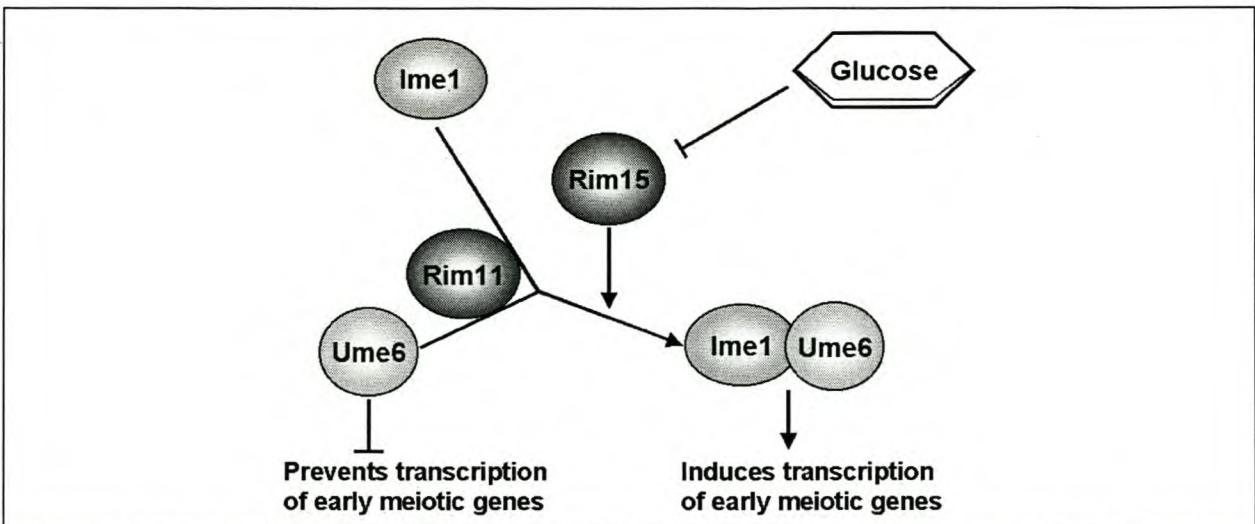 Ime1
Glucose
Rim15
Rim11
Ume6
Ime1
Ume6
Prevents transcription
of early meiotic genes
Induces transcription
of early meiotic genes